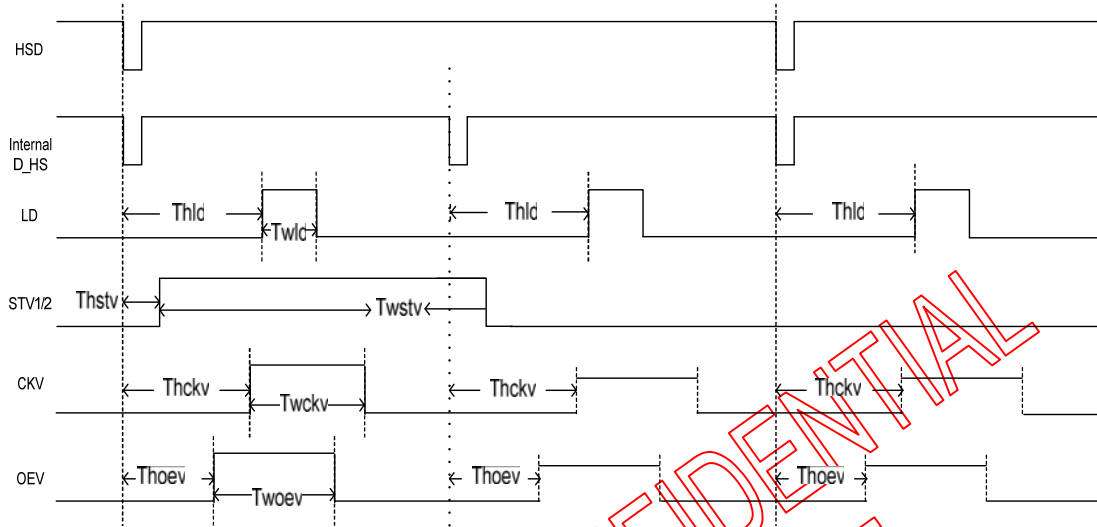 HSD
Internal
D_HS
LD
Thld
Thld
Thld
Twld
STV1/2
Thstv
Twstv
CKV
Thckv
Thckv
Thckv
Twckv
OEV
Thoev
Thoev
Thoev
Twoev
FIDENTIAL